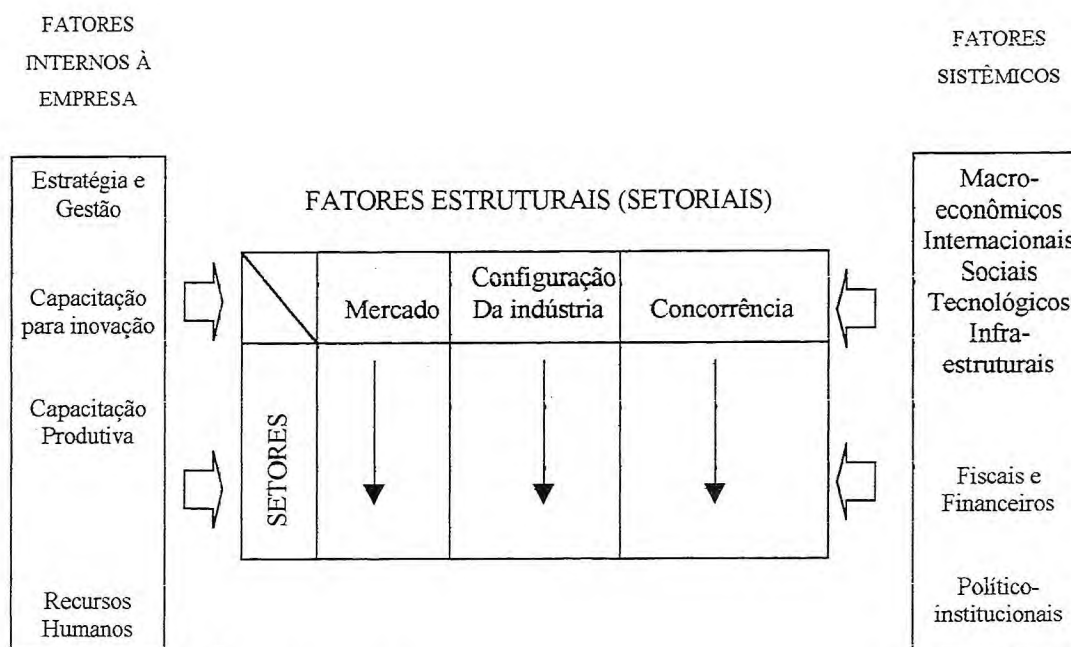 FATORES
INTERNOS À
EMPRESA
Estratégia e
Gestão
Capacitação
para inovação
Capacitação
Produtiva
Recursos
Humanos
FATORES ESTRUTURAIS (SETORIAIS)
Mercado
Configuração
Da indústria
Concorrência
SETORES
FATORES
SISTÊMICOS
Macro-
econômicos
Internacionais
Sociais
Tecnológicos
Infra-
estruturais
Fiscais e
Financeiros
Político-
institucionais